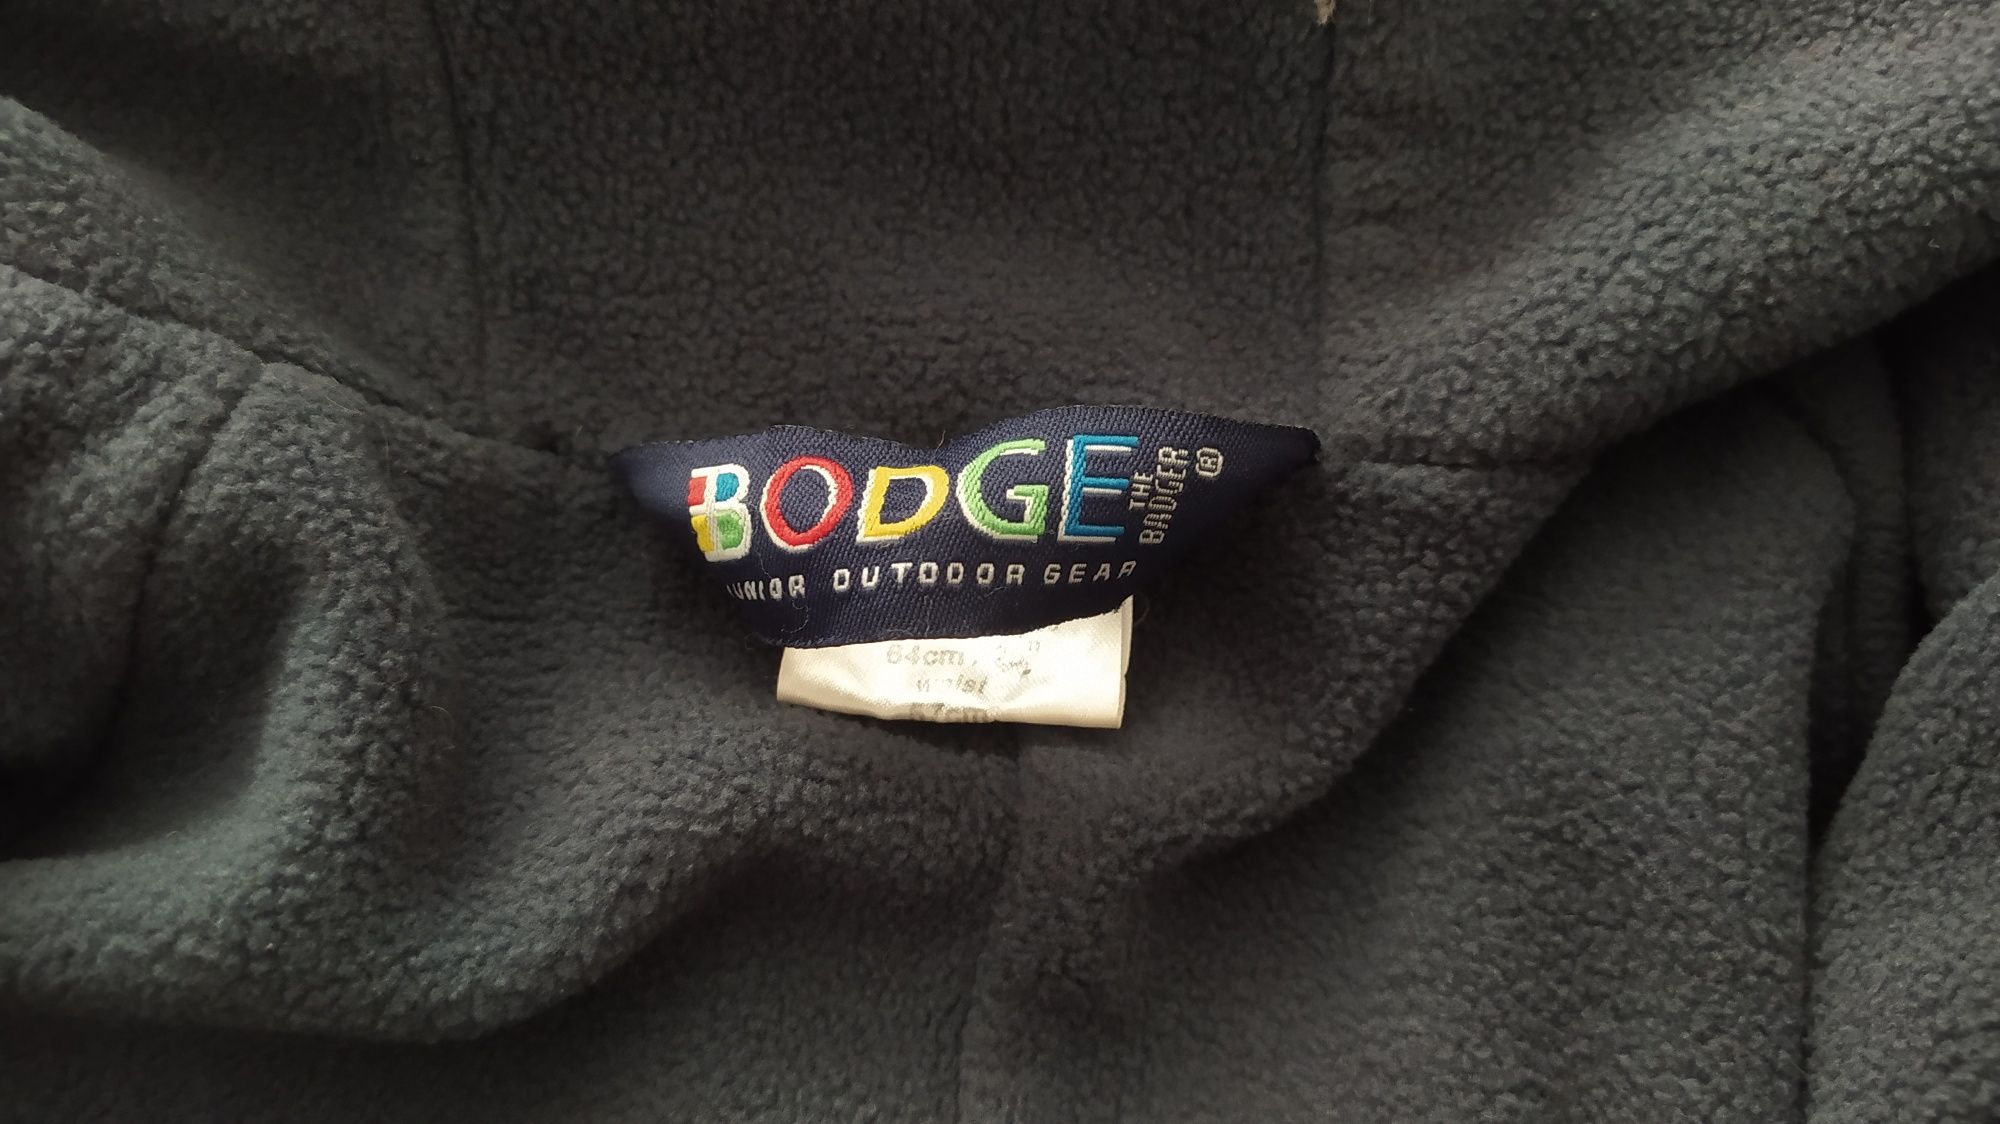 BODGE THE BADGER ®
JUNIOR OUTDOOR GEAR
64cm
waist